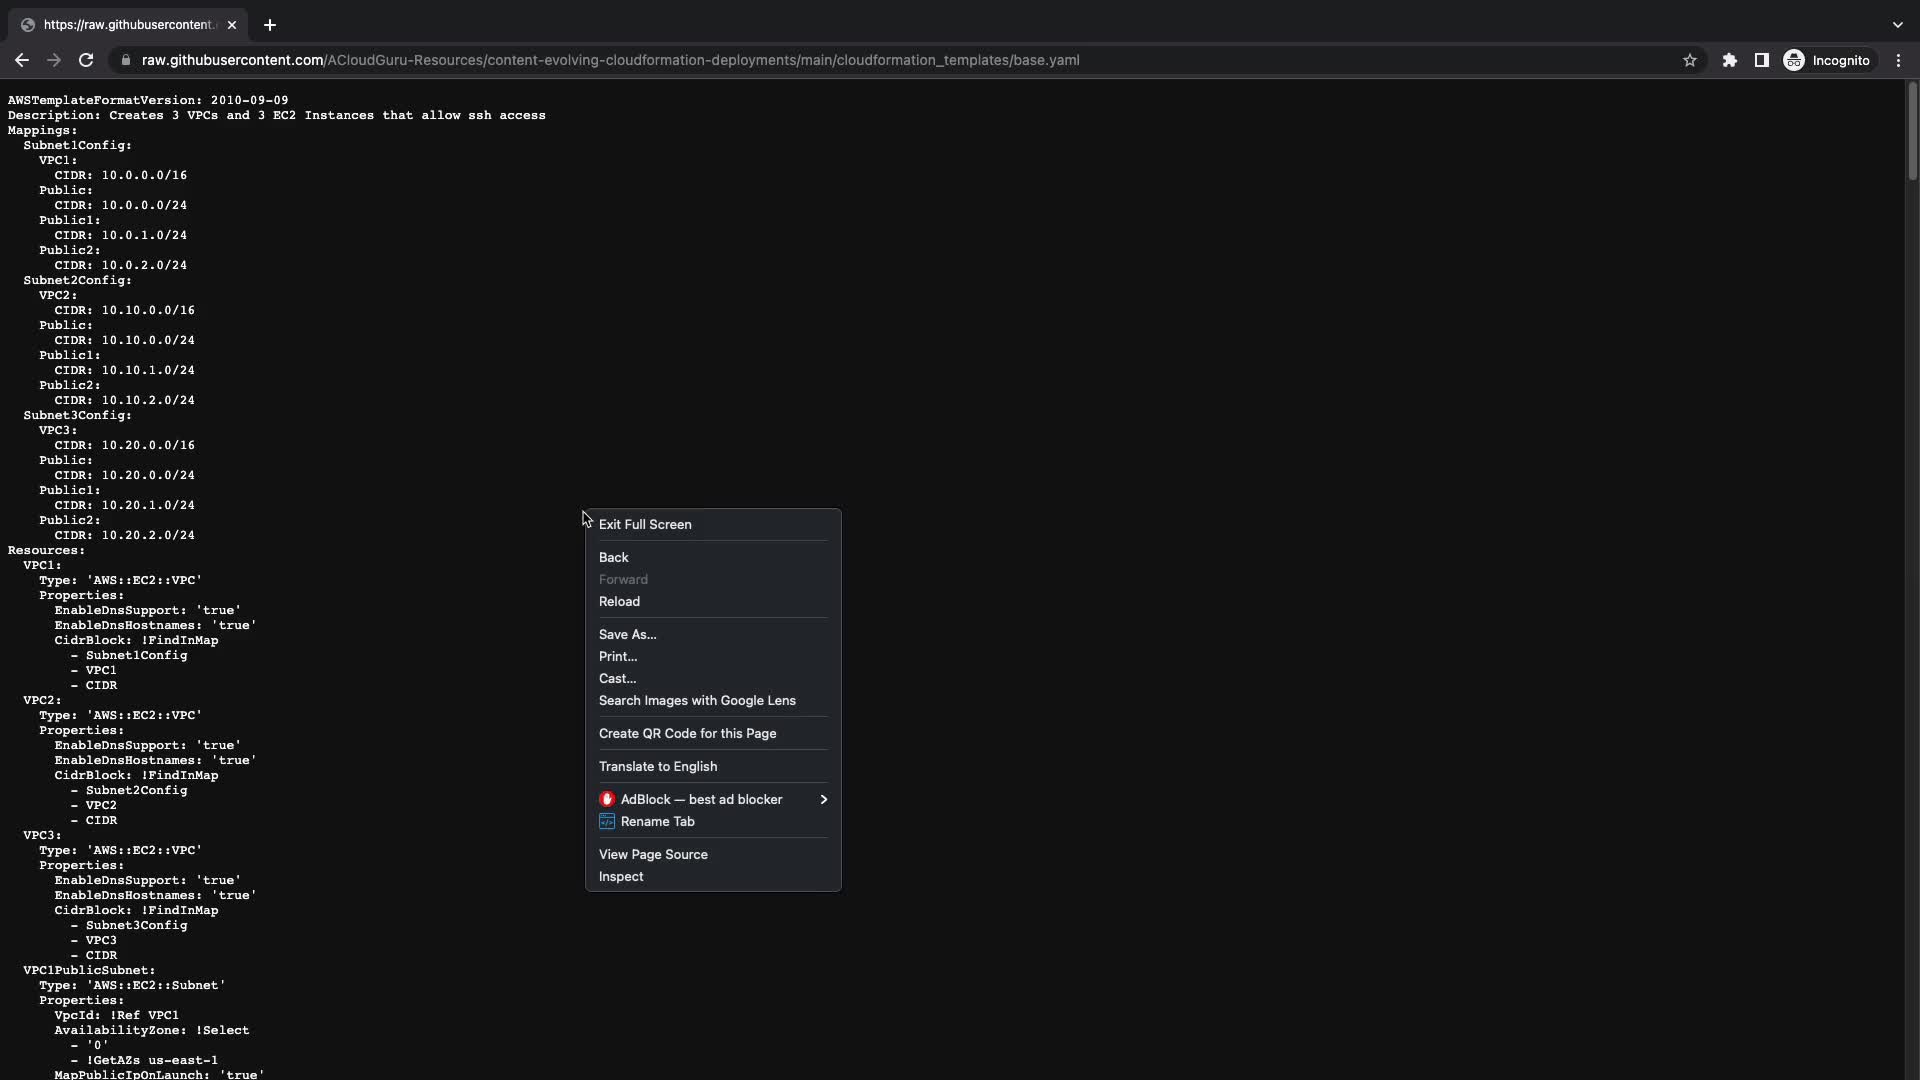 https://raw.githubusercontent.
raw.githubusercontent.com/ACloudGuru-Resources/content-evolving-cloudformation-deployments/main/cloudformation_templates/base.yaml
Incognito
AWSTemplateFormatVersion: 2010-09-09
Description: Creates 3 VPCs and 3 EC2 Instances that allow ssh access
Mappings:
  Subnet1Config:
    VPC1:
      CIDR: 10.0.0.0/16
    Public:
      CIDR: 10.0.0.0/24
    Public1:
      CIDR: 10.0.1.0/24
    Public2:
      CIDR: 10.0.2.0/24
  Subnet2Config:
    VPC2:
      CIDR: 10.10.0.0/16
    Public:
      CIDR: 10.10.0.0/24
    Public1:
      CIDR: 10.10.1.0/24
    Public2:
      CIDR: 10.10.2.0/24
  Subnet3Config:
    VPC3:
      CIDR: 10.20.0.0/16
    Public:
      CIDR: 10.20.0.0/24
    Public1:
      CIDR: 10.20.1.0/24
    Public2:
      CIDR: 10.20.2.0/24
Resources:
  VPC1:
    Type: 'AWS::EC2::VPC'
    Properties:
      EnableDnsSupport: 'true'
      EnableDnsHostnames: 'true'
      CidrBlock: !FindInMap
        - Subnet1Config
        - VPC1
        - CIDR
  VPC2:
    Type: 'AWS::EC2::VPC'
    Properties:
      EnableDnsSupport: 'true'
      EnableDnsHostnames: 'true'
      CidrBlock: !FindInMap
        - Subnet2Config
        - VPC2
        - CIDR
  VPC3:
    Type: 'AWS::EC2::VPC'
    Properties:
      EnableDnsSupport: 'true'
      EnableDnsHostnames: 'true'
      CidrBlock: !FindInMap
        - Subnet3Config
        - VPC3
        - CIDR
  VPC1PublicSubnet:
    Type: 'AWS::EC2::Subnet'
    Properties:
      VpcId: !Ref VPC1
      AvailabilityZone: !Select
        - '0'
        - !GetAZs us-east-1
      MapPublicIpOnLaunch: 'true'
Exit Full Screen
Back
Forward
Reload
Save As...
Print...
Cast...
Search Images with Google Lens
Create QR Code for this Page
Translate to English
AdBlock — best ad blocker
Rename Tab
View Page Source
Inspect